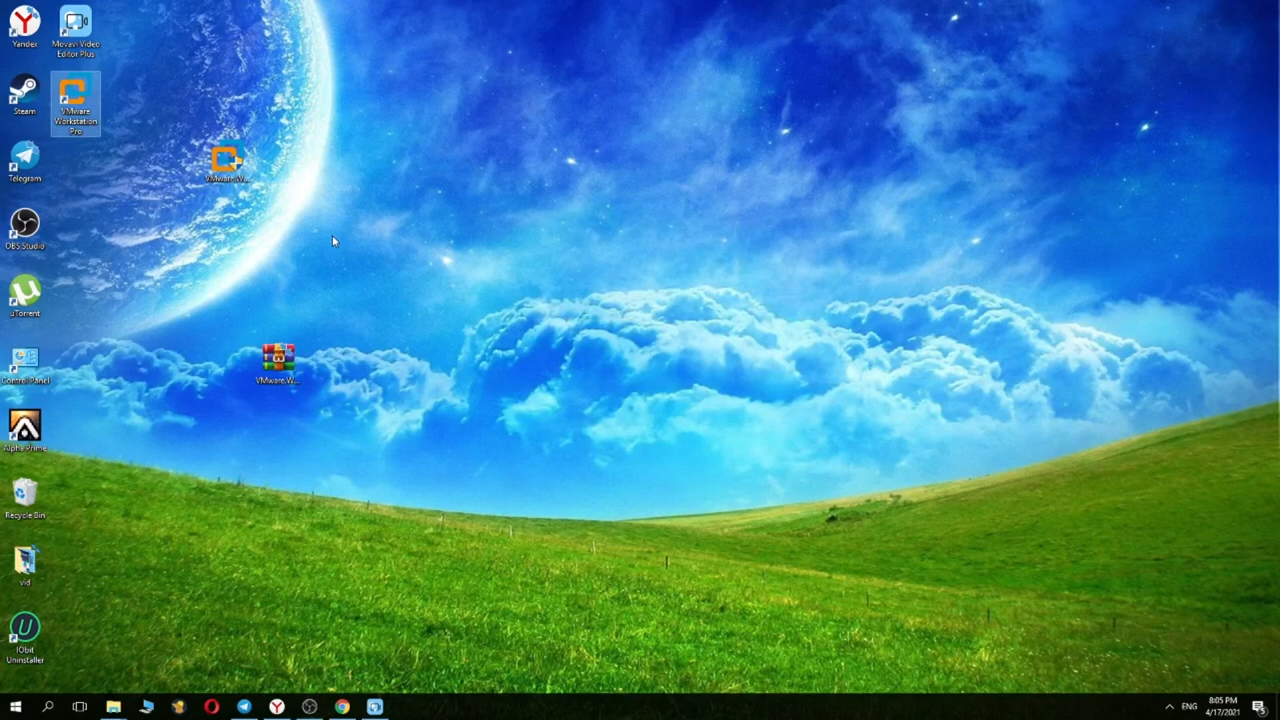 Yandex
Movavi Video
Editor Plus
Steam
VMware
Workstation
Pro
Telegram
VMware.W...
OBS Studio
uTorrent
Control Panel
VMware.W...
Alpha Prime
Recycle Bin
vid
IObit
Uninstaller
ENG
8:05 PM
4/17/2021
5